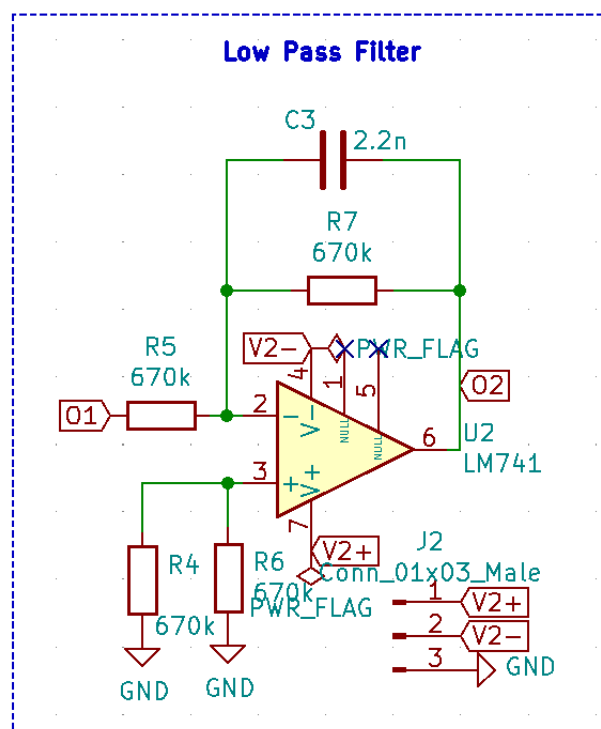 Low Pass Filter
C3
2.2n
R7
670k
V2-
PWR_FLAG
R5
670k
4
1
5
O2
O1
2
V-
NULL
NULL
6
U2
LM741
3
V+
7
V2+
J2
R4
R6
Conn_01x03_Male
670k
PWR_FLAG
1
V2+
670k
2
V2-
3
GND
GND
GND